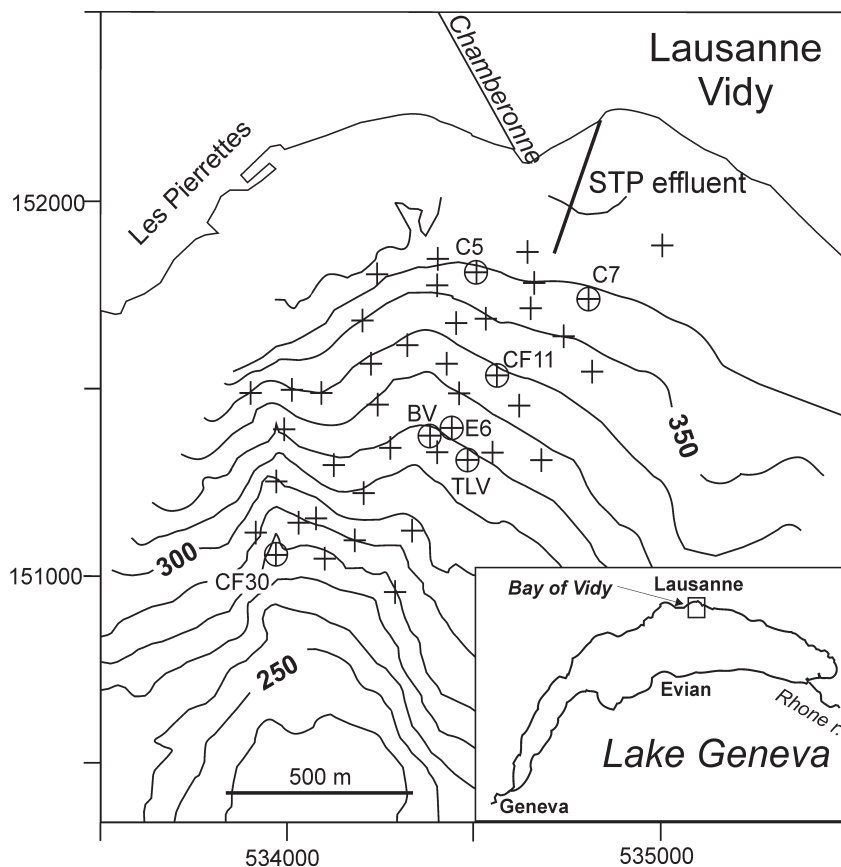 Lausanne
Vidy
Chamberonne
Les Pierrettes
STP effluent
152000
C5
C7
CF11
350
BV
E6
TLV
300
151000
CF30
250
500 m
534000
535000
Lausanne
Bay of Vidy
Evian
Rhone r.
Lake Geneva
Geneva